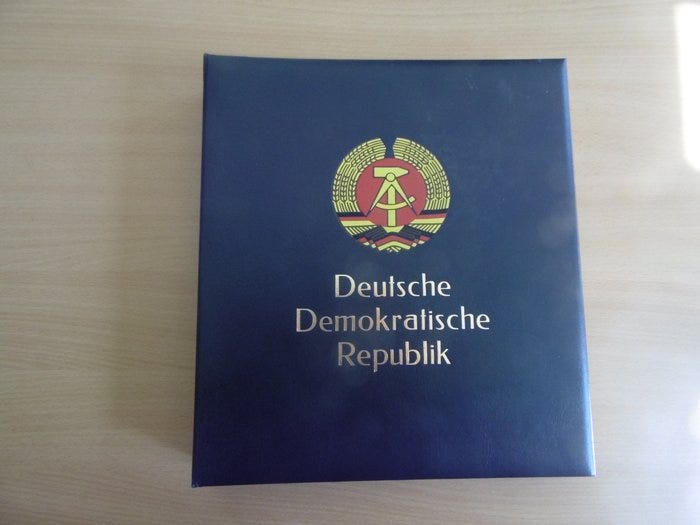 Deutsche
Demokratische
Republik